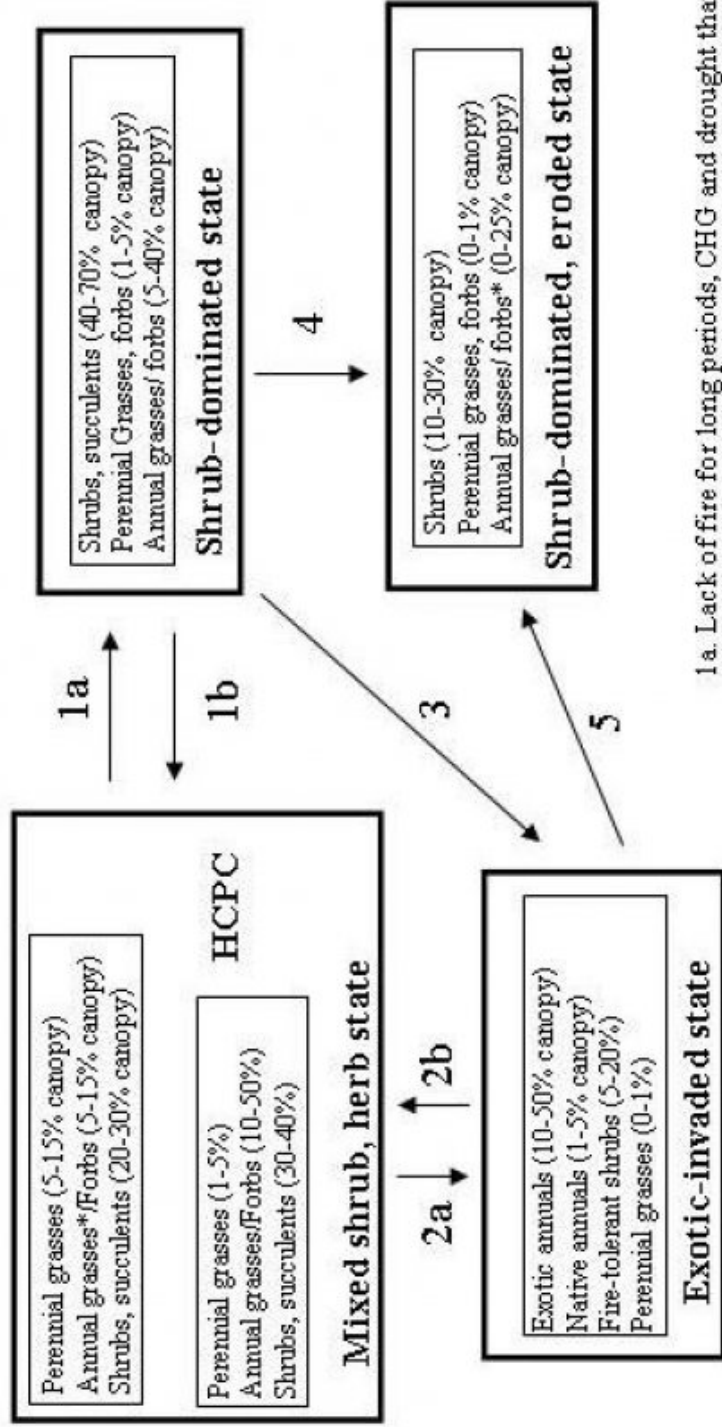 Perennial grasses (5-15% canopy)
Annual grasses*/Forbs (5-15% canopy)
Shrubs, succulents (20-30% canopy)
HCPC
Perennial grasses (1-5%)
Annual grasses/Forbs (10-50%)
Shrubs, succulents (30-40%)
Mixed shrub, herb state
1a
1b
Shrubs, succulents (40-70% canopy)
Perennial Grasses, forbs (1-5% canopy)
Annual grasses/ forbs (5-40% canopy)
Shrub-dominated state
2a
2b
3
4
Exotic annuals (10-50% canopy)
Native annuals (1-5% canopy)
Fire-tolerant shrubs (5-20%)
Perennial grasses (0-1%)
Exotic-invaded state
5
Shrubs (10-30% canopy)
Perennial grasses, forbs (0-1% canopy)
Annual grasses/ forbs* (0-25% canopy)
Shrub-dominated, eroded state
1a. Lack of fire for long periods, CHG and drought tha